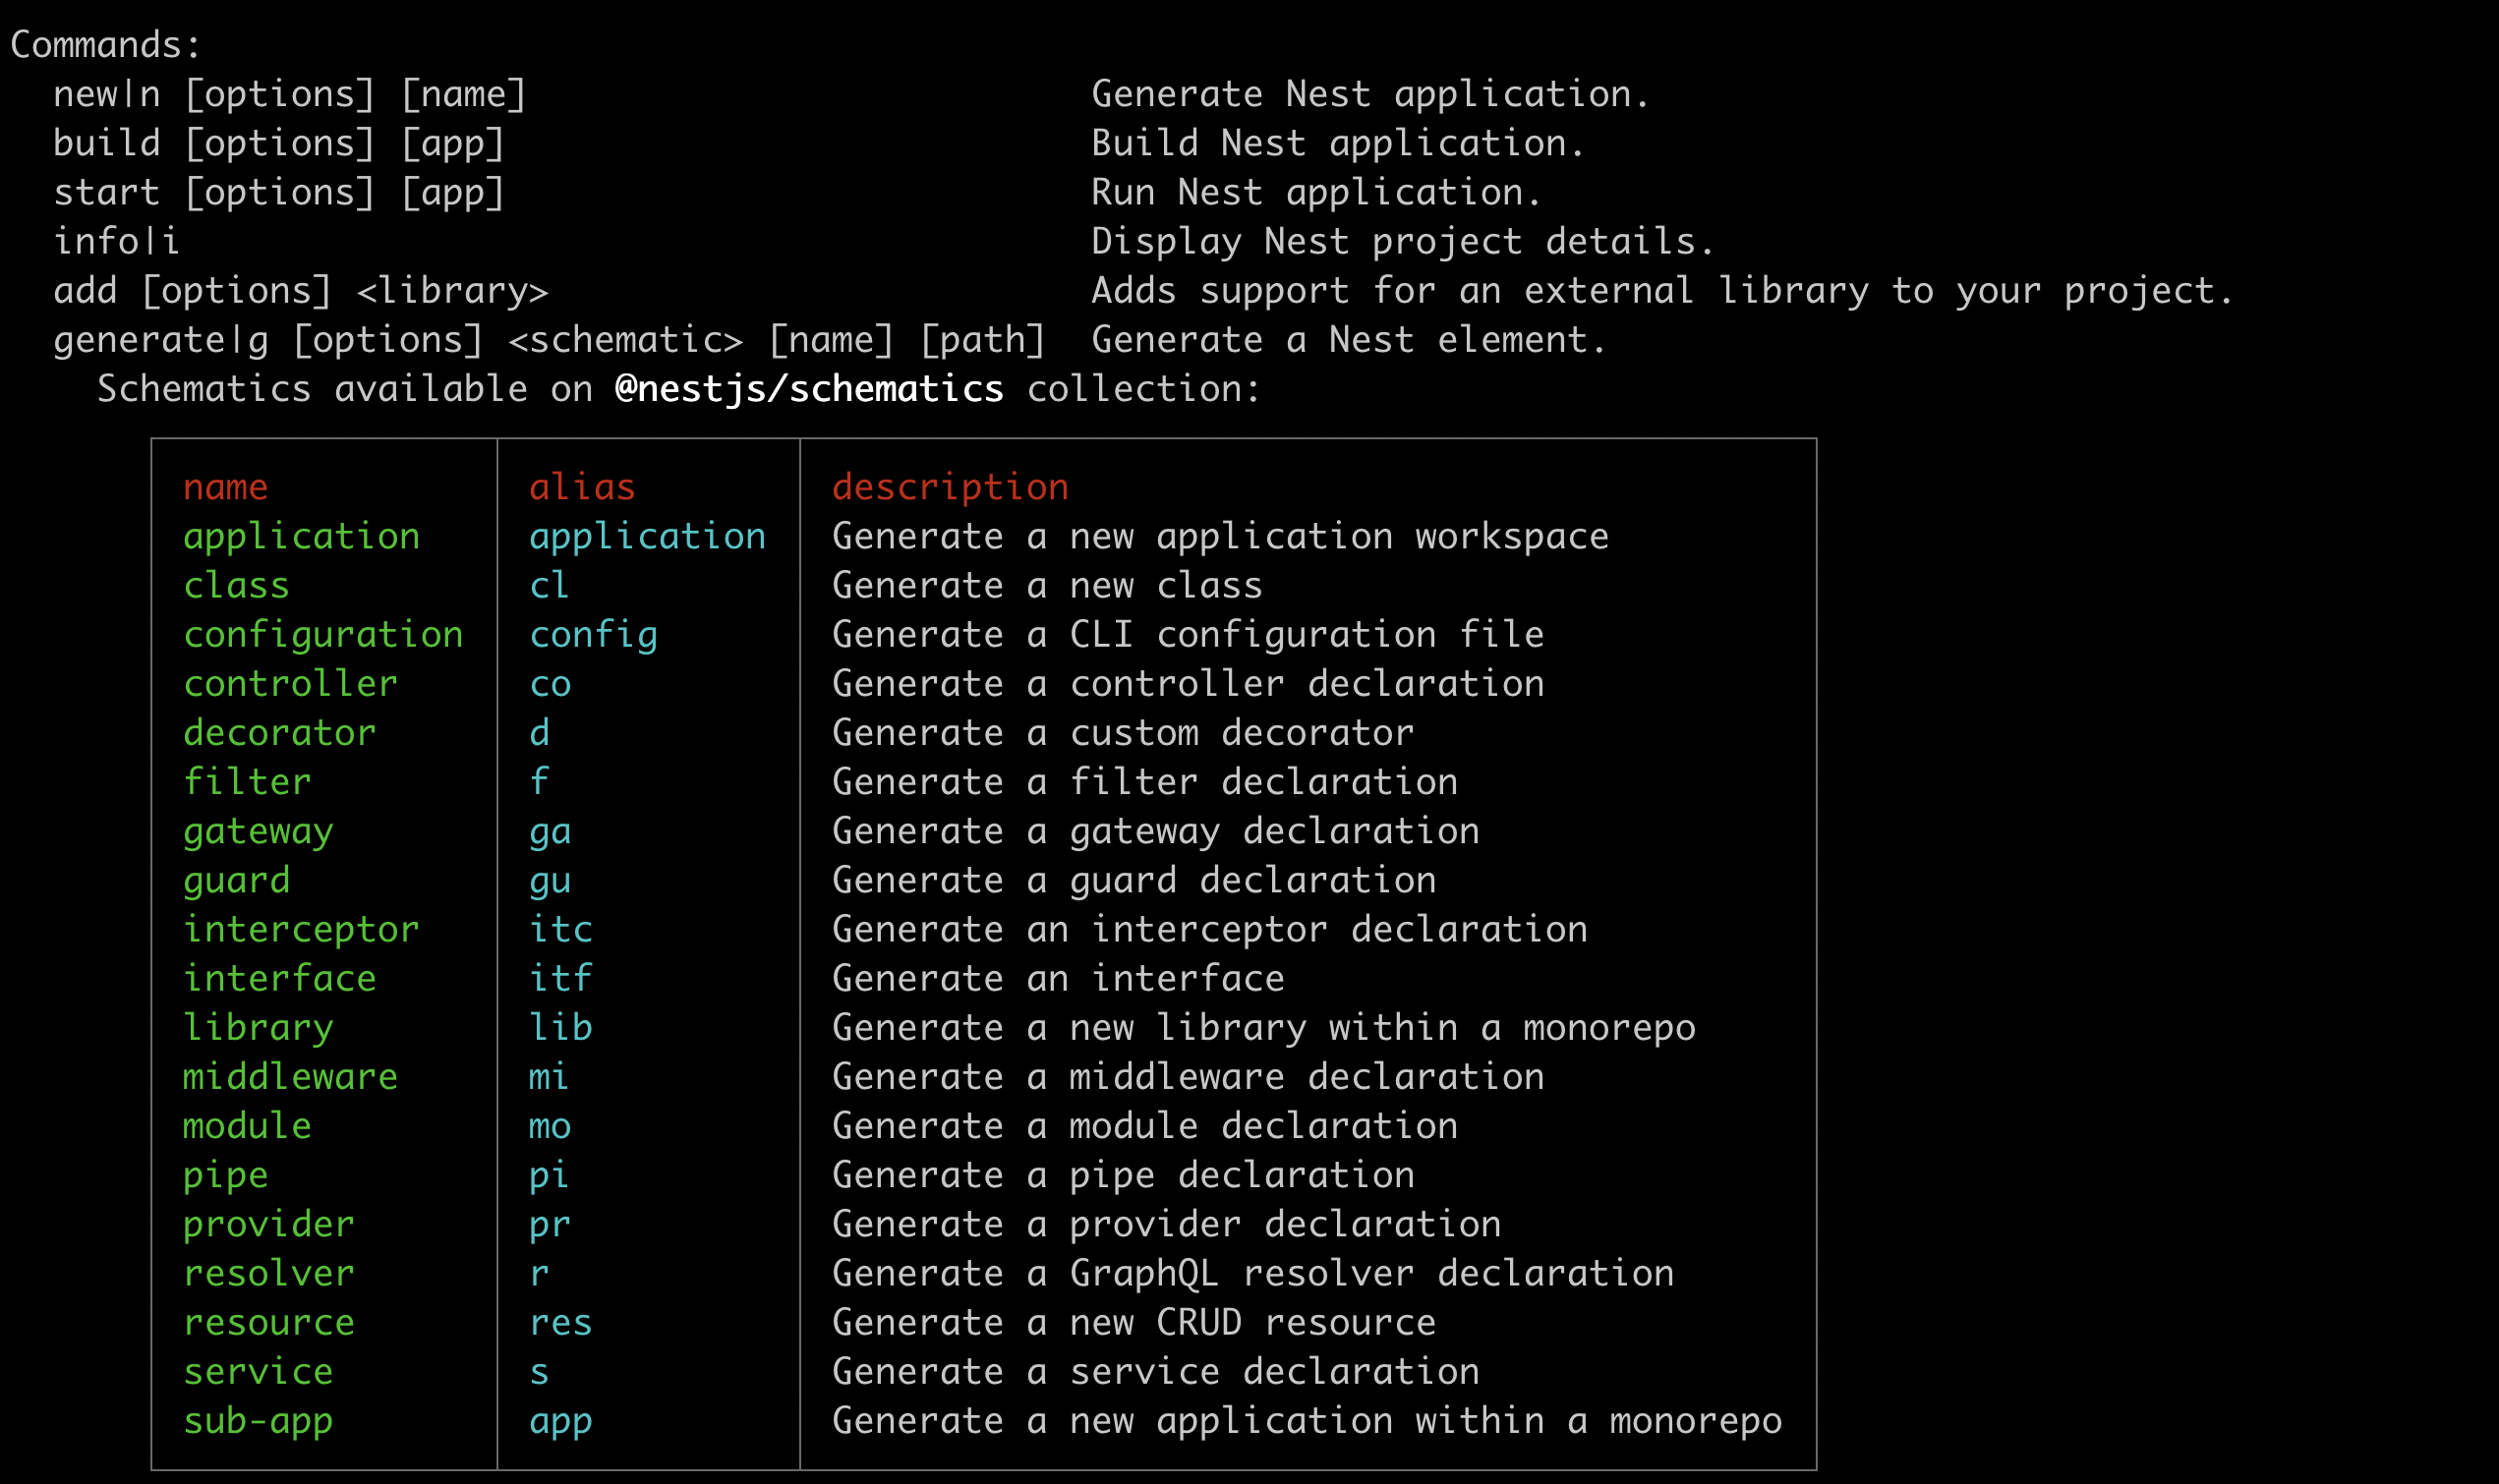 Commands:
new|n [options] [name] Generate Nest application.
build [options] [app] Build Nest application.
start [options] [app] Run Nest application.
info|i Display Nest project details.
add [options] <library> Adds support for an external library to your project.
generate|g [options] <schematic> [name] [path] Generate a Nest element.
Schematics available on @nestjs/schematics collection:
name alias description
application application Generate a new application workspace
class cl Generate a new class
configuration config Generate a CLI configuration file
controller co Generate a controller declaration
decorator d Generate a custom decorator
filter f Generate a filter declaration
gateway ga Generate a gateway declaration
guard gu Generate a guard declaration
interceptor itc Generate an interceptor declaration
interface itf Generate an interface
library lib Generate a new library within a monorepo
middleware mi Generate a middleware declaration
module mo Generate a module declaration
pipe pi Generate a pipe declaration
provider pr Generate a provider declaration
resolver r Generate a GraphQL resolver declaration
resource res Generate a new CRUD resource
service s Generate a service declaration
sub-app app Generate a new application within a monorepo